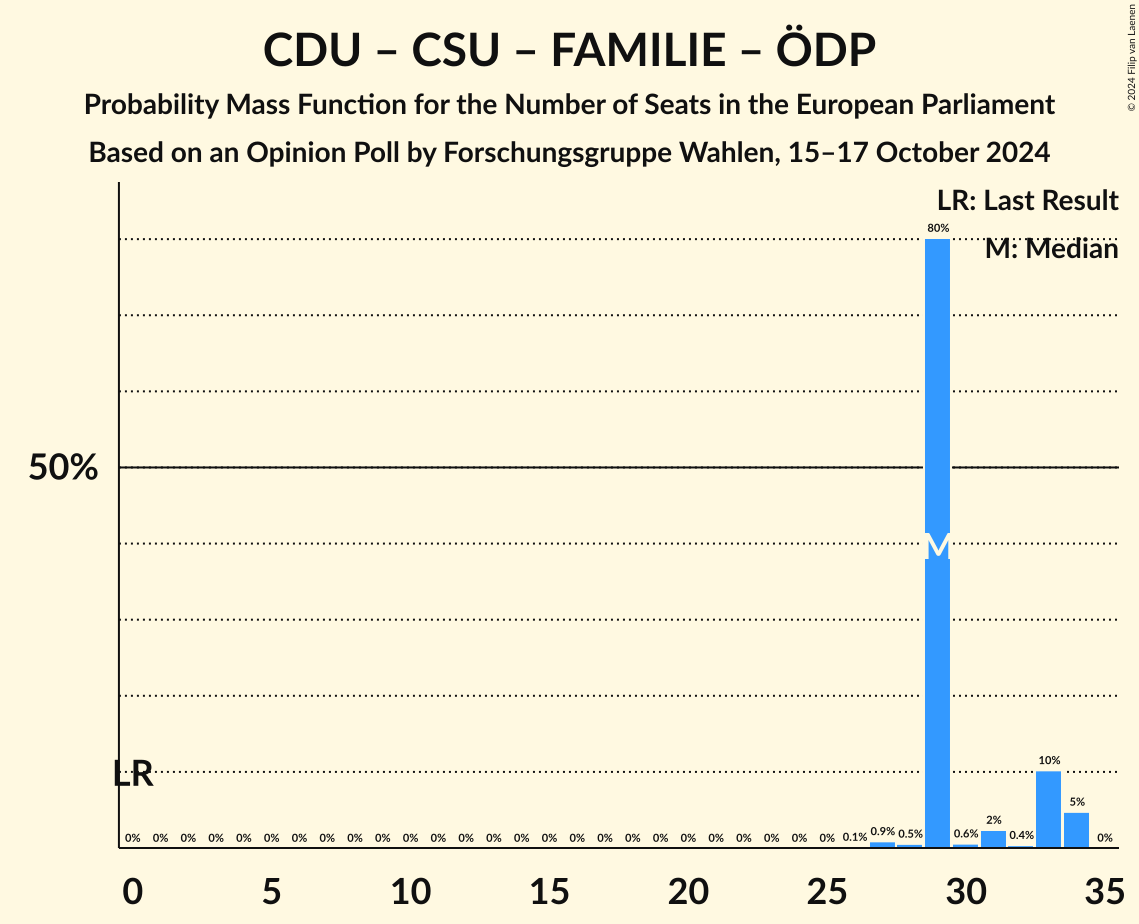 CDU – CSU – FAMILIE – ÖDP
Probability Mass Function for the Number of Seats in the European Parliament
Based on an Opinion Poll by Forschungsgruppe Wahlen, 15–17 October 2024
© 2024 Filip van Laenen
LR: Last Result
M: Median
80%
50%
M
LR
10%
5%
2%
0% 0% 0% 0% 0% 0% 0% 0% 0% 0% 0% 0% 0% 0% 0% 0% 0% 0% 0% 0% 0% 0% 0% 0% 0% 0% 0.1% 0.9% 0.5% 0.6% 0.4% 0%
0 5 10 15 20 25 30 35